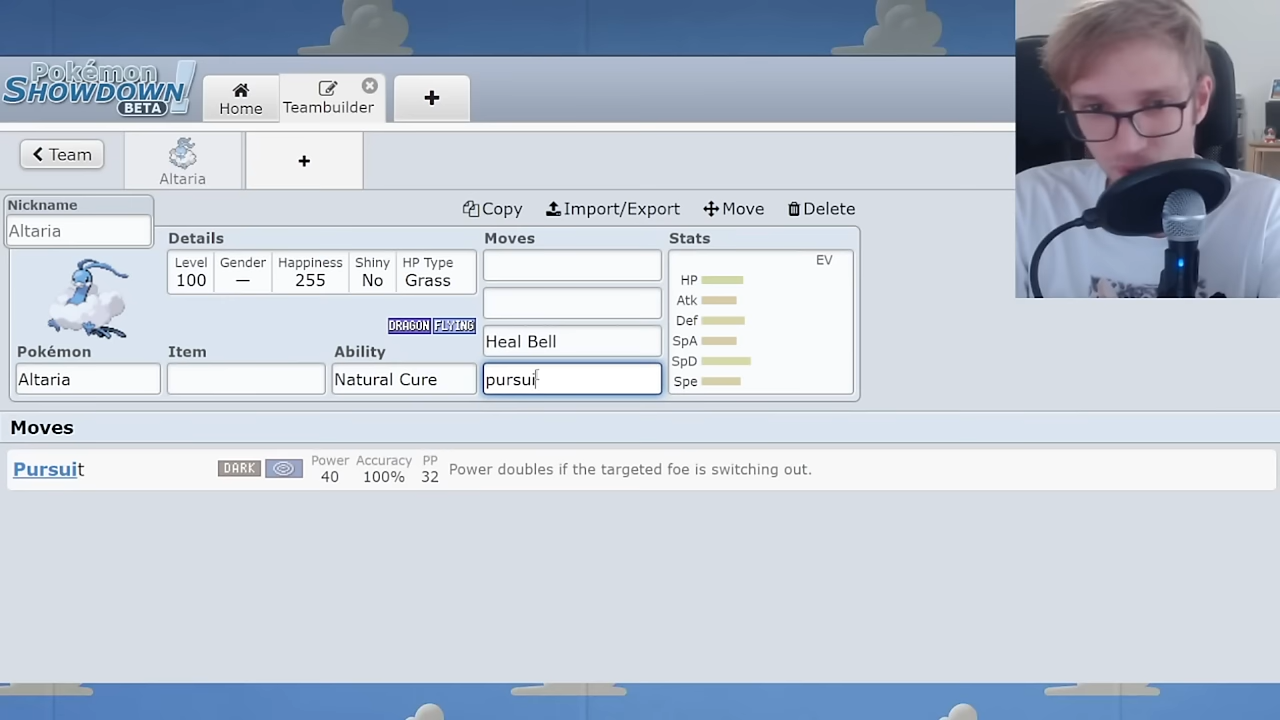 Pokémon
SHOWDOWN!
BETA
Home
Teambuilder
+
Team
Altaria
+
Nickname
Altaria
Copy
Import/Export
Move
Delete
Details
Level
100
Gender
—
Happiness
255
Shiny
No
HP Type
Grass
DRAGON FLYING
Pokémon
Altaria
Item
Ability
Natural Cure
Moves
Heal Bell
pursui
Stats
EV
HP
Atk
Def
SpA
SpD
Spe
Moves
Pursuit
DARK
Power
40
Accuracy
100%
PP
32
Power doubles if the targeted foe is switching out.